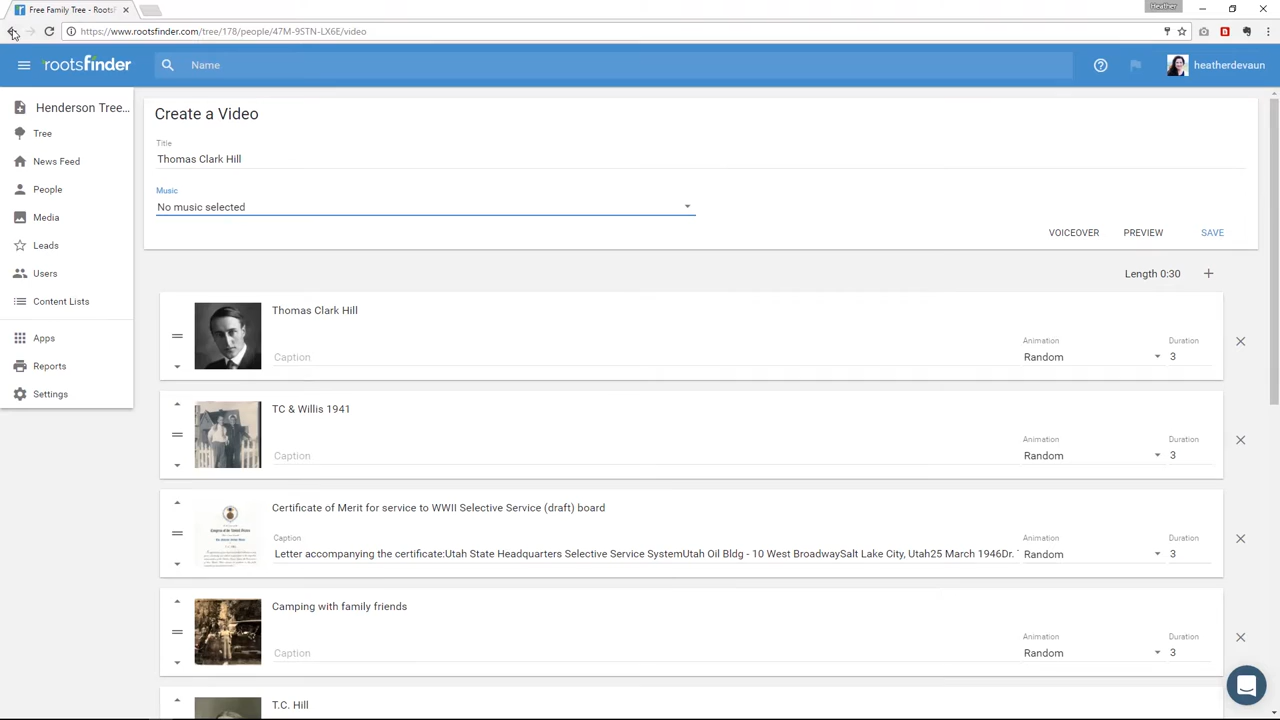 Free Family Tree - RootsF
Heather
https://www.rootsfinder.com/tree/178/people/47M-9STN-LX6E/video
rootsfinder
Name
heatherdevaun
Henderson Tree...
Tree
News Feed
People
Media
Leads
Users
Content Lists
Apps
Reports
Settings
Create a Video
Title
Thomas Clark Hill
Music
No music selected
VOICEOVER PREVIEW SAVE
Length 0:30
Thomas Clark Hill
Caption
Animation
Random
Duration
3
TC & Willis 1941
Caption
Animation
Random
Duration
3
Certificate of Merit for service to WWII Selective Service (draft) board
Caption
Letter accompanying the certificate:Utah State Headquarters Selective ServiceSternbuah Oil Bldg - 10 West BroadwaySalt Lake City, Utah25 March 1946Dr.
Animation
Random
Duration
3
Camping with family friends
Caption
Animation
Random
Duration
3
T.C. Hill